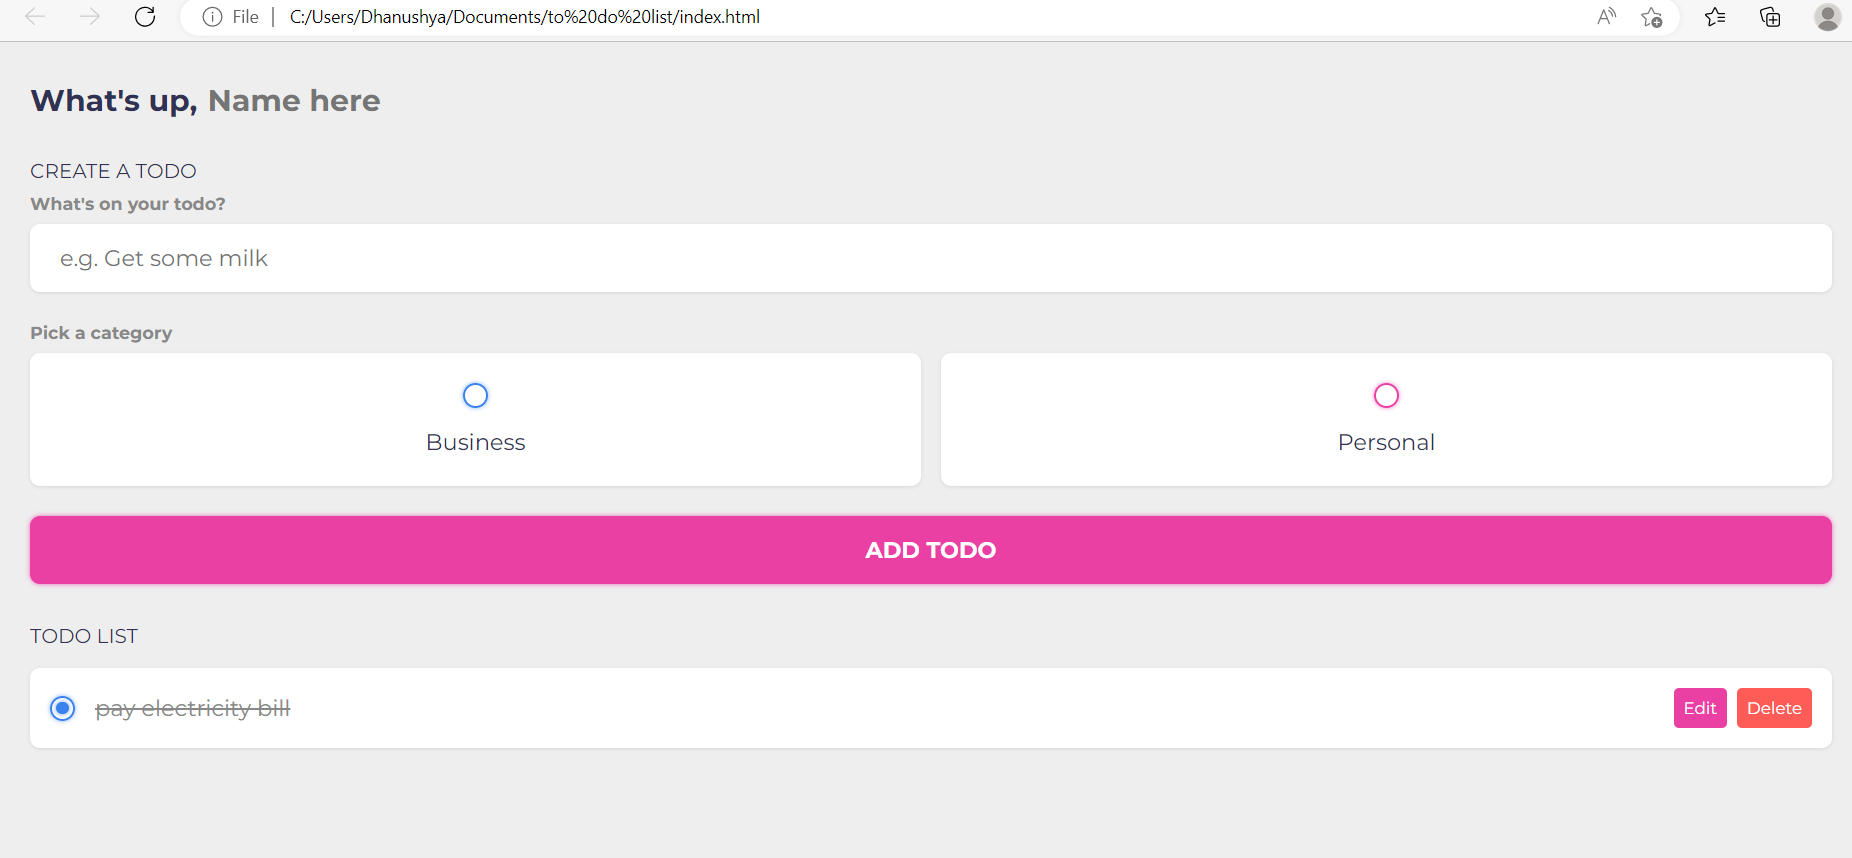 File | C:/Users/Dhanushya/Documents/to%20do%20list/index.html
What's up, Name here
CREATE A TODO
What's on your todo?
e.g. Get some milk
Pick a category
Business Personal
ADD TODO
TODO LIST
pay electricity bill Edit Delete